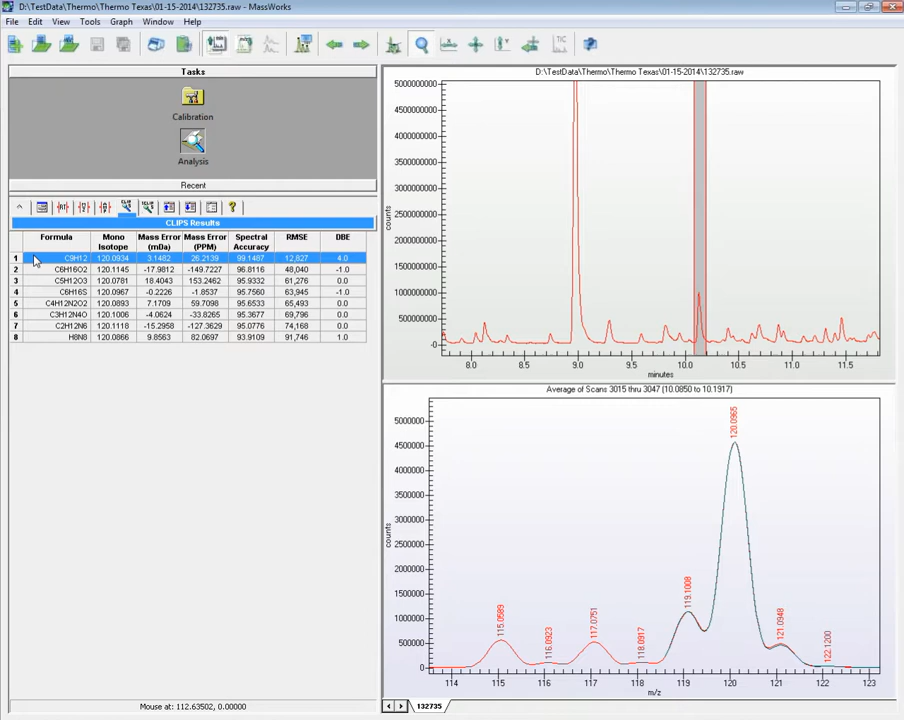 D:\TestData\Thermo\Thermo Texas\01-15-2014\132735.raw - MassWorks
File Edit View Tools Graph Window Help
Tasks
Calibration
Analysis
Recent
CLIPS Results
Formula Mono Isotope Mass Error (mDa) Mass Error (PPM) Spectral Accuracy RMSE DBE
1 C9H12 120.0934 3.1482 26.2139 99.1487 12,827 4.0
2 C6H16O2 120.1145 -17.9812 -149.7227 96.8116 48,040 -1.0
3 C5H12O3 120.0781 18.4043 153.2462 95.9332 61,276 0.0
4 C6H16S 120.0967 -0.2226 -1.8537 95.7560 63,945 -1.0
5 C4H12N2O2 120.0893 7.1709 59.7098 95.6533 65,493 0.0
6 C3H12N4O 120.1006 -4.0624 -33.8265 95.3677 69,796 0.0
7 C2H12N6 120.1118 -15.2958 -127.3629 95.0776 74,168 0.0
8 H8N8 120.0866 9.8563 82.0697 93.9109 91,746 1.0
Mouse at: 112.63502, 0.00000
D:\TestData\Thermo\Thermo Texas\01-15-2014\132735.raw
5000000000
4500000000
4000000000
3500000000
3000000000
2500000000
2000000000
1500000000
1000000000
500000000
-0
counts
8.0 8.5 9.0 9.5 10.0 10.5 11.0 11.5
minutes
Average of Scans 3015 thru 3047 (10.0850 to 10.1917)
5000000
4500000
4000000
3500000
3000000
2500000
2000000
1500000
1000000
500000
0
counts
115.0589
116.0923
117.0751
118.0917
119.1008
120.0965
121.0948
122.1200
114 115 116 117 118 119 120 121 122 123
m/z
132735